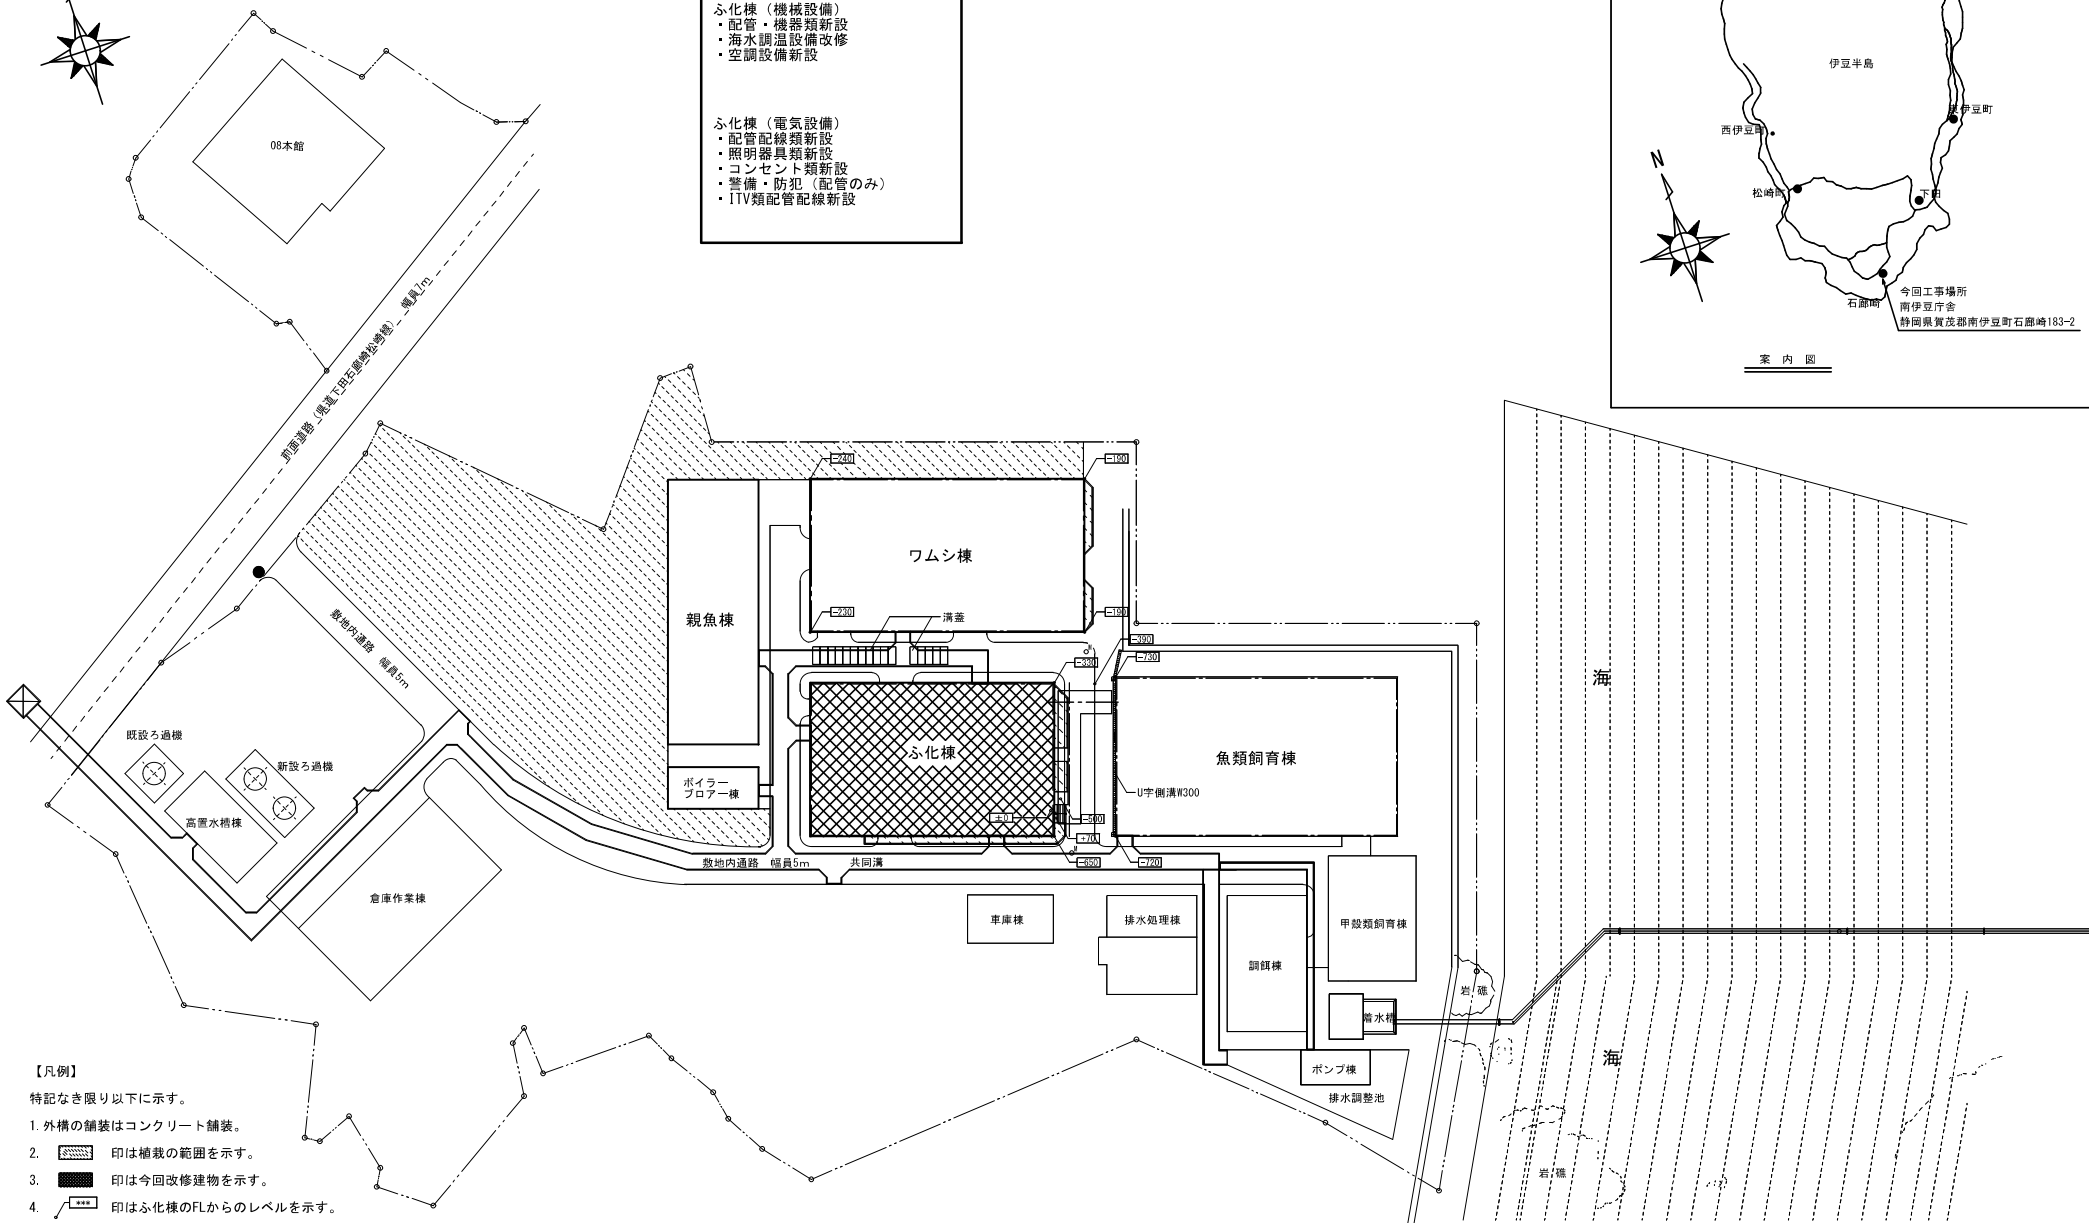 ふ化棟（機械設備）
・配管・機器類新設
・海水調温設備改修
・空調設備新設
ふ化棟（電気設備）
・配管配線類新設
・照明器具類新設
・コンセント類新設
・警備・防犯（配管のみ）
・ITV類配管配線新設
伊豆半島
東伊豆町
西伊豆町
松崎町
下田
石廊崎
N
今回工事場所
南伊豆庁舎
静岡県賀茂郡南伊豆町石廊崎183-2
案 内 図
08本館
前面道路（県道下田石廊崎松崎線） 幅員7m
敷地内通路 幅員5m
-240
-190
ワムシ棟
親魚棟
-230
-190
溝蓋
-390
-330
-730
海
既設ろ過機
新設ろ過機
高置水槽棟
倉庫作業棟
ボイラー
ブロアー棟
ふ化棟
魚類飼育棟
U字側溝W300
±0
-500
+70
-650
-720
敷地内通路 幅員5m
共同溝
車庫棟
排水処理棟
調餌棟
甲殻類飼育棟
岩 礁
着水槽
海
ポンプ棟
排水調整池
岩 礁
【凡例】
特記なき限り以下に示す。
1. 外構の舗装はコンクリート舗装。
2. 印は植栽の範囲を示す。
3. 印は今回改修建物を示す。
4. *** 印はふ化棟のFLからのレベルを示す。